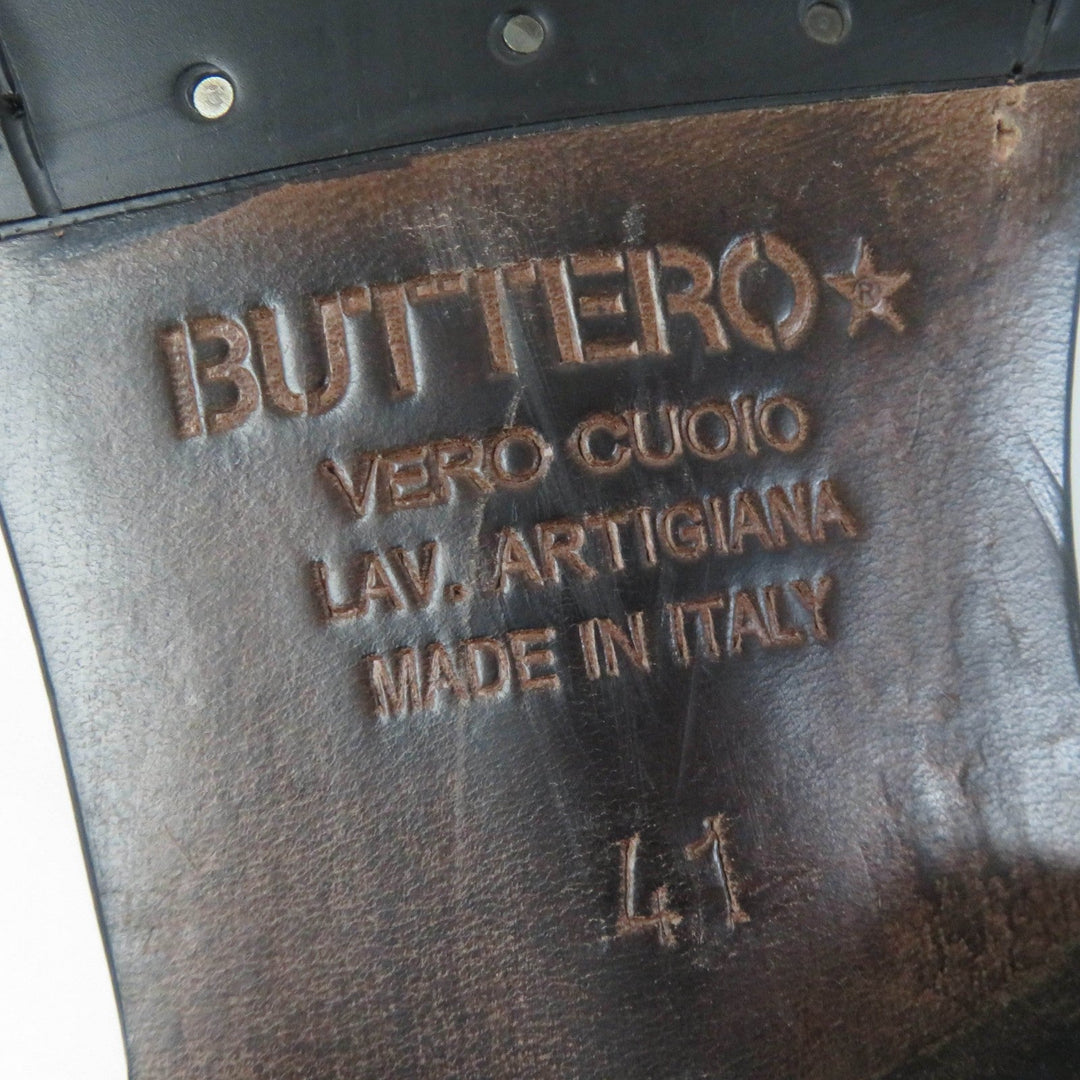 BUTTERO ★®
VERO CUOIO
LAV. ARTIGIANA
MADE IN ITALY
41